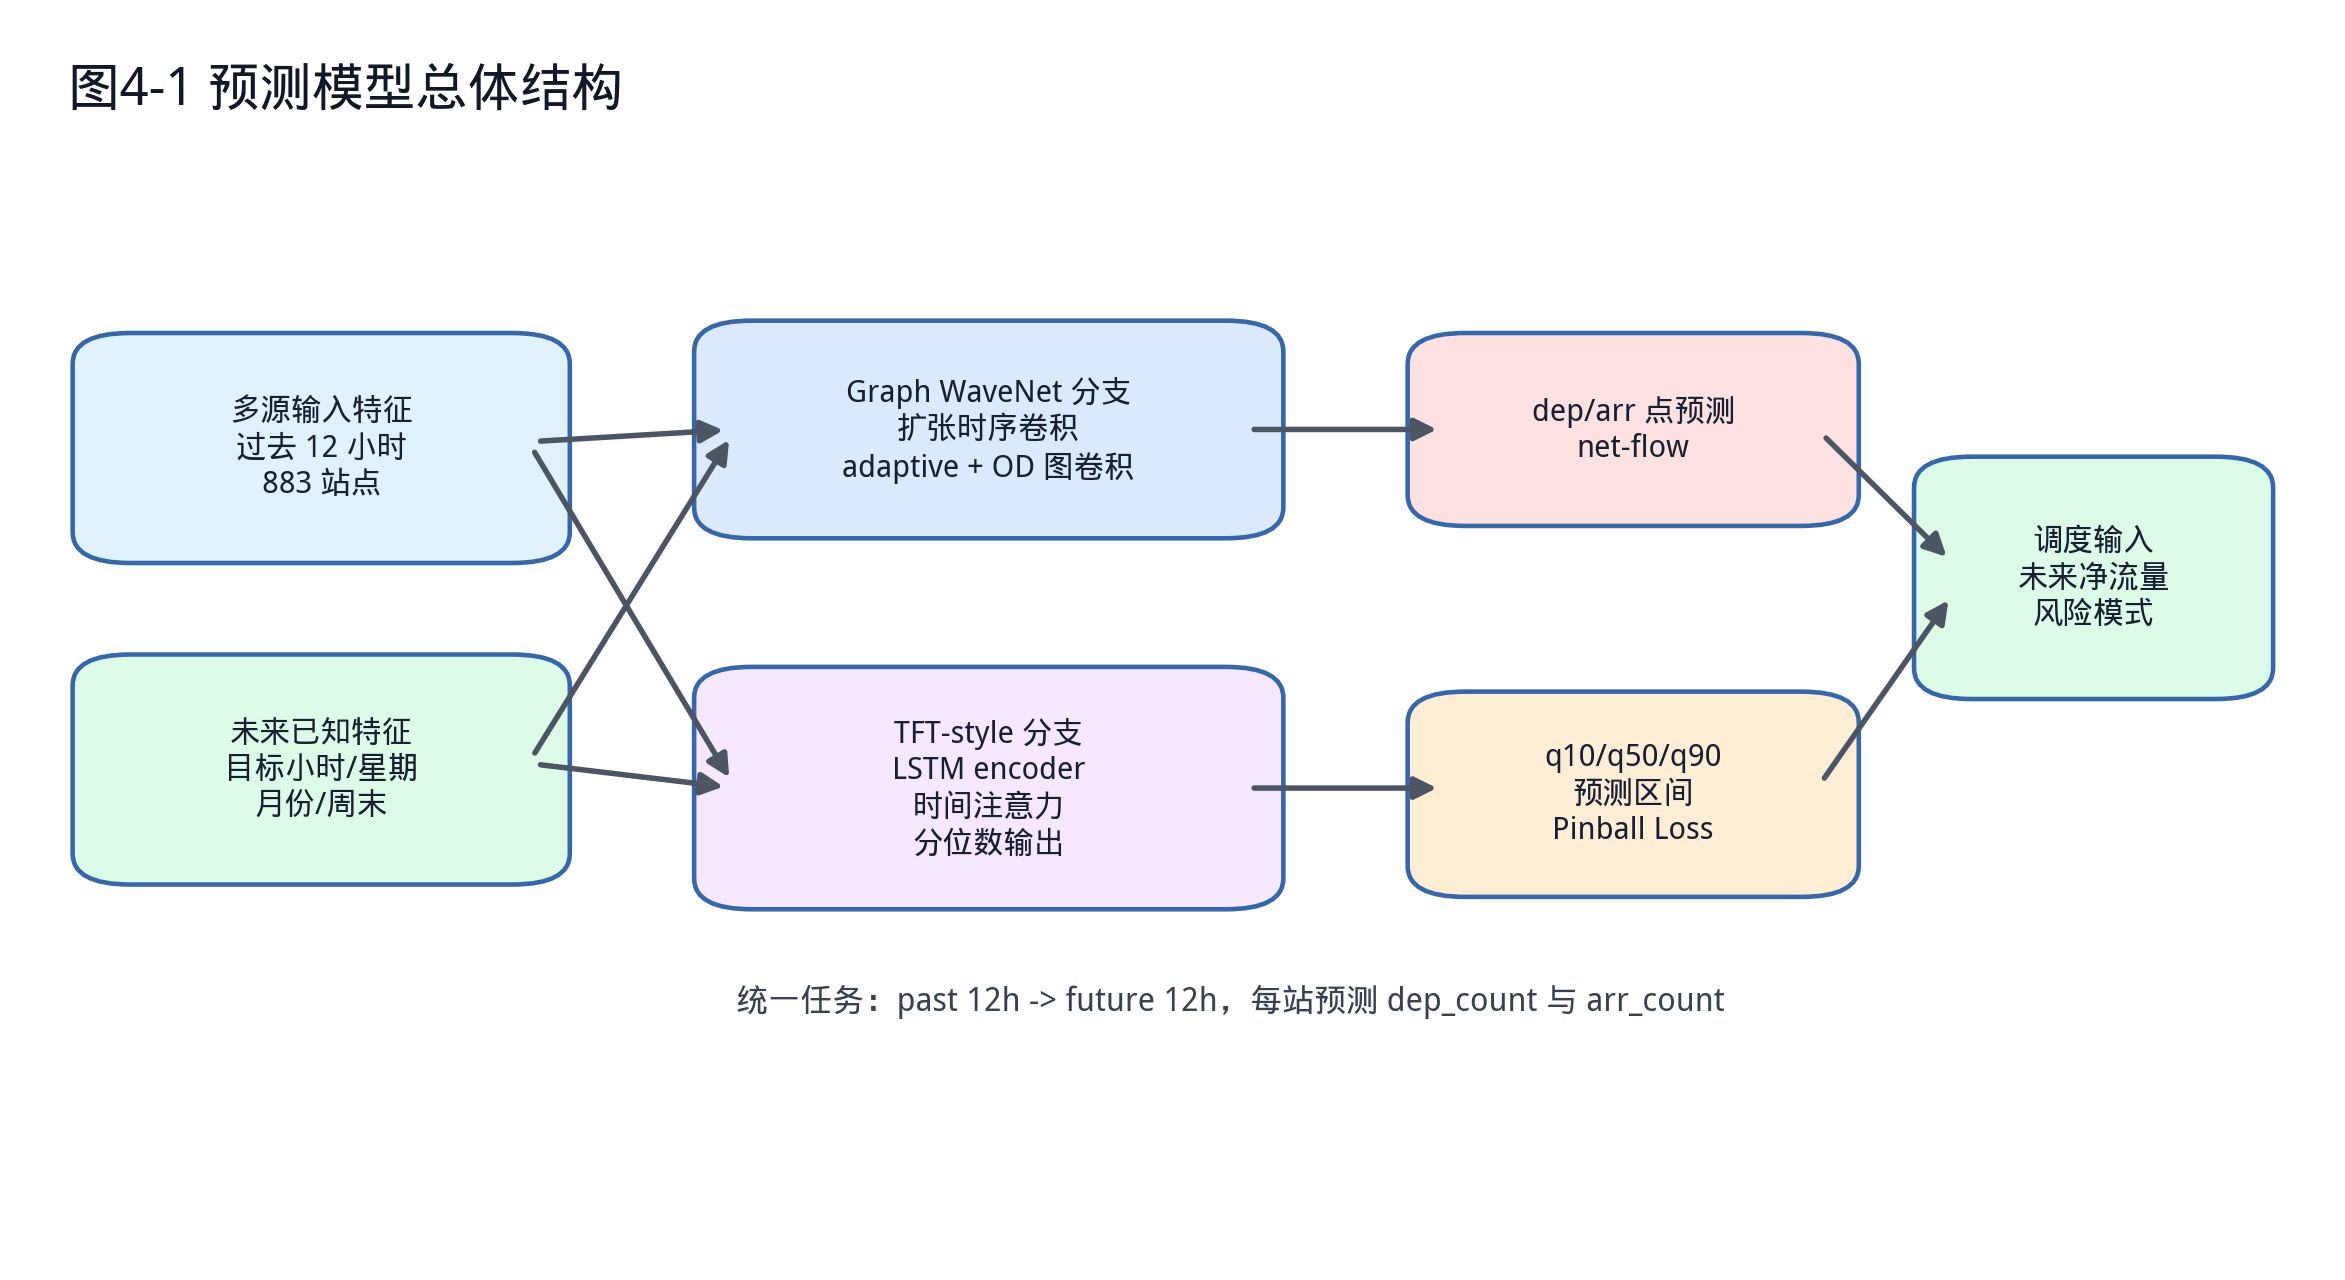 图4-1 预测模型总体结构
多源输入特征
过去 12 小时
883 站点
未来已知特征
目标小时/星期
月份/周末
Graph WaveNet 分支
扩张时序卷积
adaptive + OD 图卷积
TFT-style 分支
LSTM encoder
时间注意力
分位数输出
dep/arr 点预测
net-flow
q10/q50/q90
预测区间
Pinball Loss
调度输入
未来净流量
风险模式
统一任务：past 12h -> future 12h，每站预测 dep_count 与 arr_count